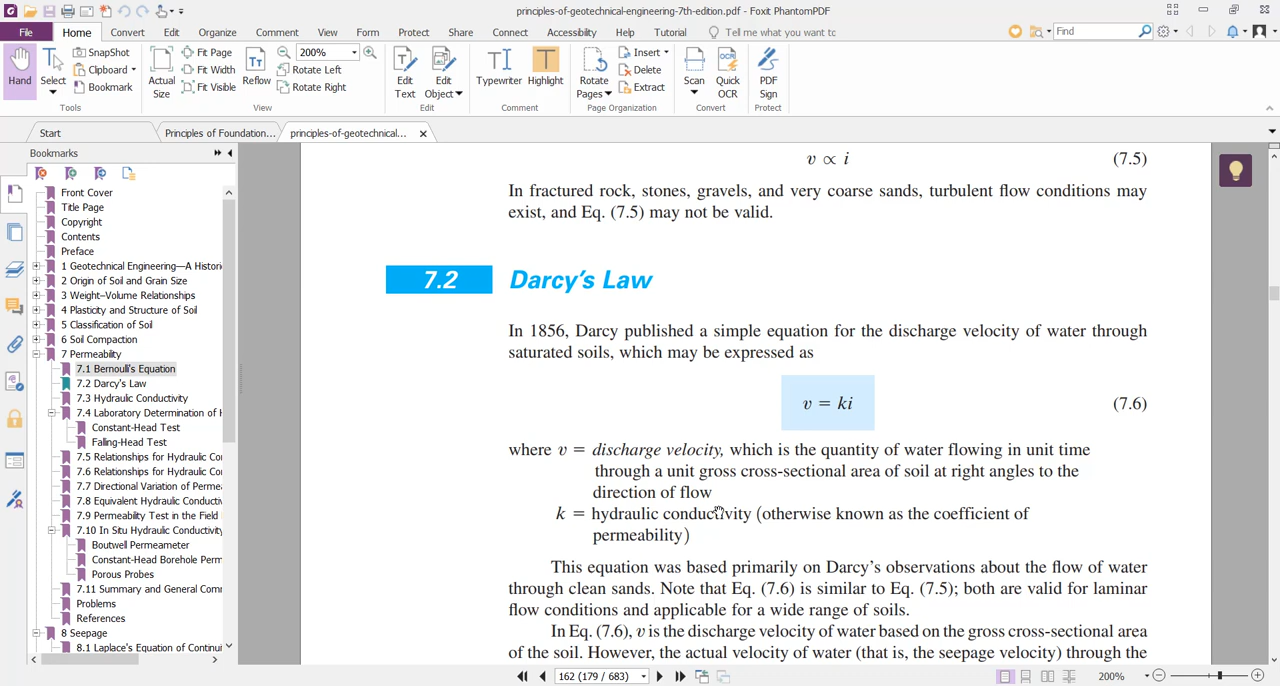 principles-of-geotechnical-engineering-7th-edition.pdf - Foxit PhantomPDF
File Home Convert Edit Organize Comment View Form Protect Share Connect Accessibility Help Tutorial Tell me what you want tc Find
Hand
Select
SnapShot
Clipboard
Bookmark
Tools
Actual Size
Fit Page
Fit Width
Fit Visible
Reflow
200%
Rotate Left
Rotate Right
View
Edit Text
Edit Object
Edit
Typewriter
Highlight
Comment
Rotate Pages
Insert
Delete
Extract
Page Organization
Scan
Quick OCR
Convert
PDF Sign
Protect
Start
Principles of Foundation...
principles-of-geotechnical...
Bookmarks
Front Cover
Title Page
Copyright
Contents
Preface
1 Geotechnical Engineering—A Histori
2 Origin of Soil and Grain Size
3 Weight–Volume Relationships
4 Plasticity and Structure of Soil
5 Classification of Soil
6 Soil Compaction
7 Permeability
7.1 Bernoulli's Equation
7.2 Darcy's Law
7.3 Hydraulic Conductivity
7.4 Laboratory Determination of H
Constant-Head Test
Falling-Head Test
7.5 Relationships for Hydraulic Co
7.6 Relationships for Hydraulic Co
7.7 Directional Variation of Perme
7.8 Equivalent Hydraulic Conducti
7.9 Permeability Test in the Field
7.10 In Situ Hydraulic Conductivity
Boutwell Permeameter
Constant-Head Borehole Perm
Porous Probes
7.11 Summary and General Comm
Problems
References
8 Seepage
8.1 Laplace's Equation of Continui
v ∝ i (7.5)
In fractured rock, stones, gravels, and very coarse sands, turbulent flow conditions may
exist, and Eq. (7.5) may not be valid.
7.2 Darcy's Law
In 1856, Darcy published a simple equation for the discharge velocity of water through
saturated soils, which may be expressed as
v = ki (7.6)
where v = discharge velocity, which is the quantity of water flowing in unit time
through a unit gross cross-sectional area of soil at right angles to the
direction of flow
k = hydraulic conductivity (otherwise known as the coefficient of
permeability)
This equation was based primarily on Darcy's observations about the flow of water
through clean sands. Note that Eq. (7.6) is similar to Eq. (7.5); both are valid for laminar
flow conditions and applicable for a wide range of soils.
In Eq. (7.6), v is the discharge velocity of water based on the gross cross-sectional area
of the soil. However, the actual velocity of water (that is, the seepage velocity) through the
162 (179 / 683)
200%